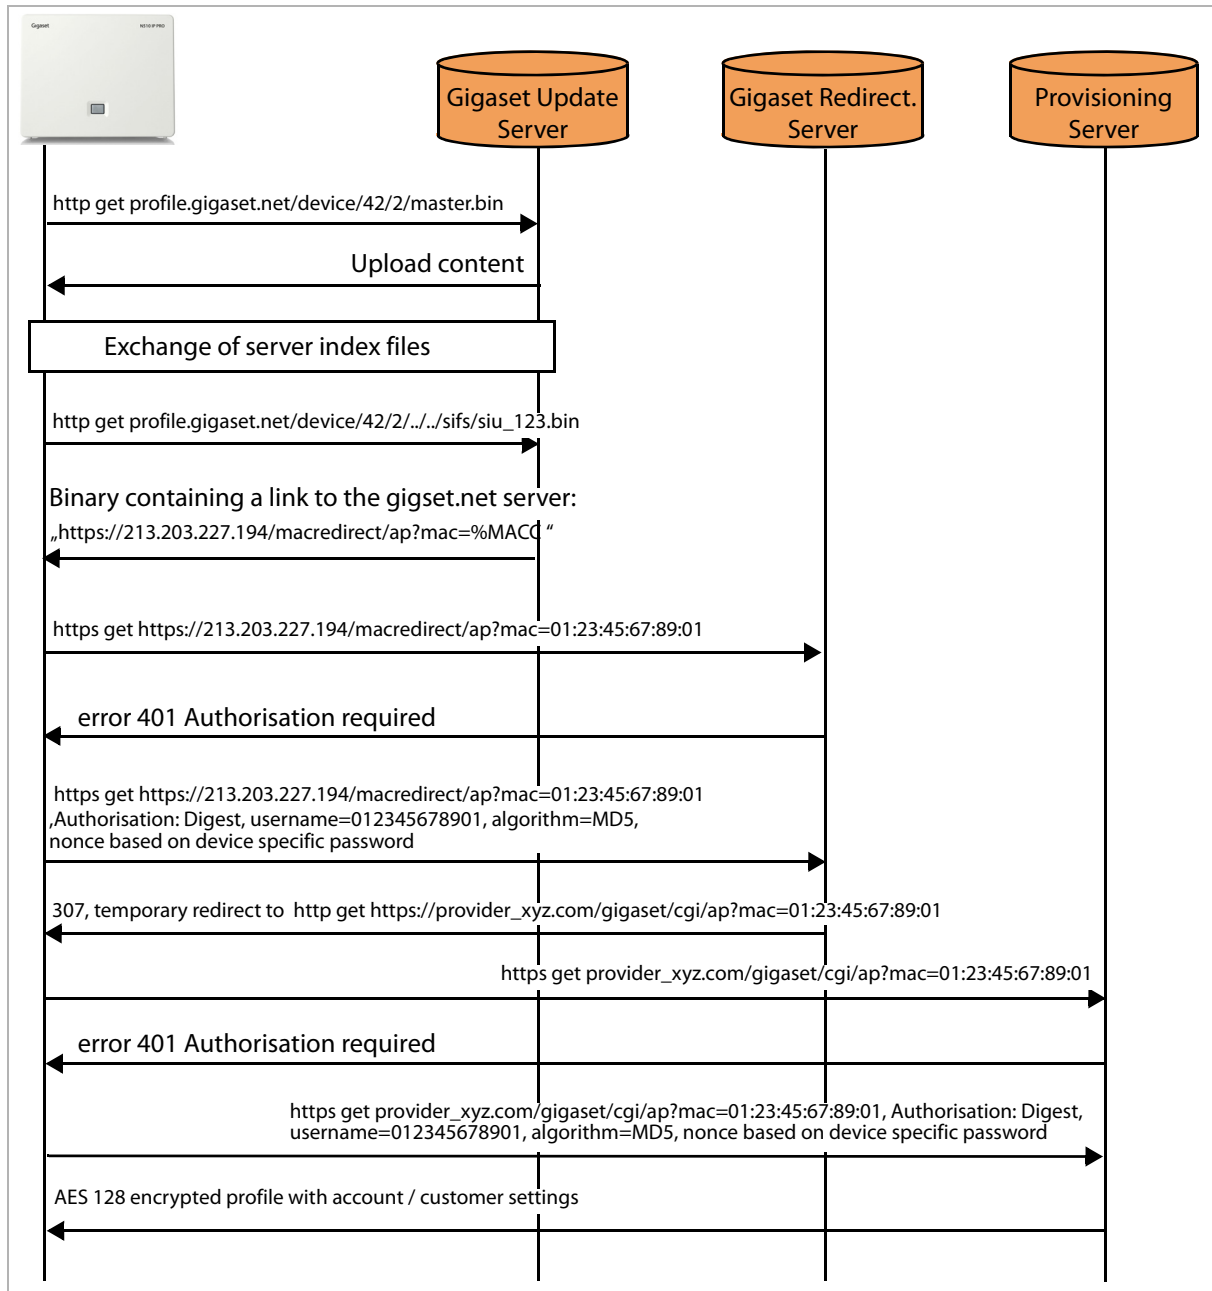 Gigaset N510 IP PRO
Gigaset Update
Server
Gigaset Redirect.
Server
Provisioning
Server
http get profile.gigaset.net/device/42/2/master.bin
Upload content
Exchange of server index files
http get profile.gigaset.net/device/42/2/../../sifs/siu_123.bin
Binary containing a link to the gigset.net server:
„https://213.203.227.194/macredirect/ap?mac=%MACC “
https get https://213.203.227.194/macredirect/ap?mac=01:23:45:67:89:01
error 401 Authorisation required
https get https://213.203.227.194/macredirect/ap?mac=01:23:45:67:89:01
,Authorisation: Digest, username=012345678901, algorithm=MD5,
nonce based on device specific password
307, temporary redirect to  http get https://provider_xyz.com/gigaset/cgi/ap?mac=01:23:45:67:89:01
https get provider_xyz.com/gigaset/cgi/ap?mac=01:23:45:67:89:01
error 401 Authorisation required
https get provider_xyz.com/gigaset/cgi/ap?mac=01:23:45:67:89:01, Authorisation: Digest,
username=012345678901, algorithm=MD5, nonce based on device specific password
AES 128 encrypted profile with account / customer settings